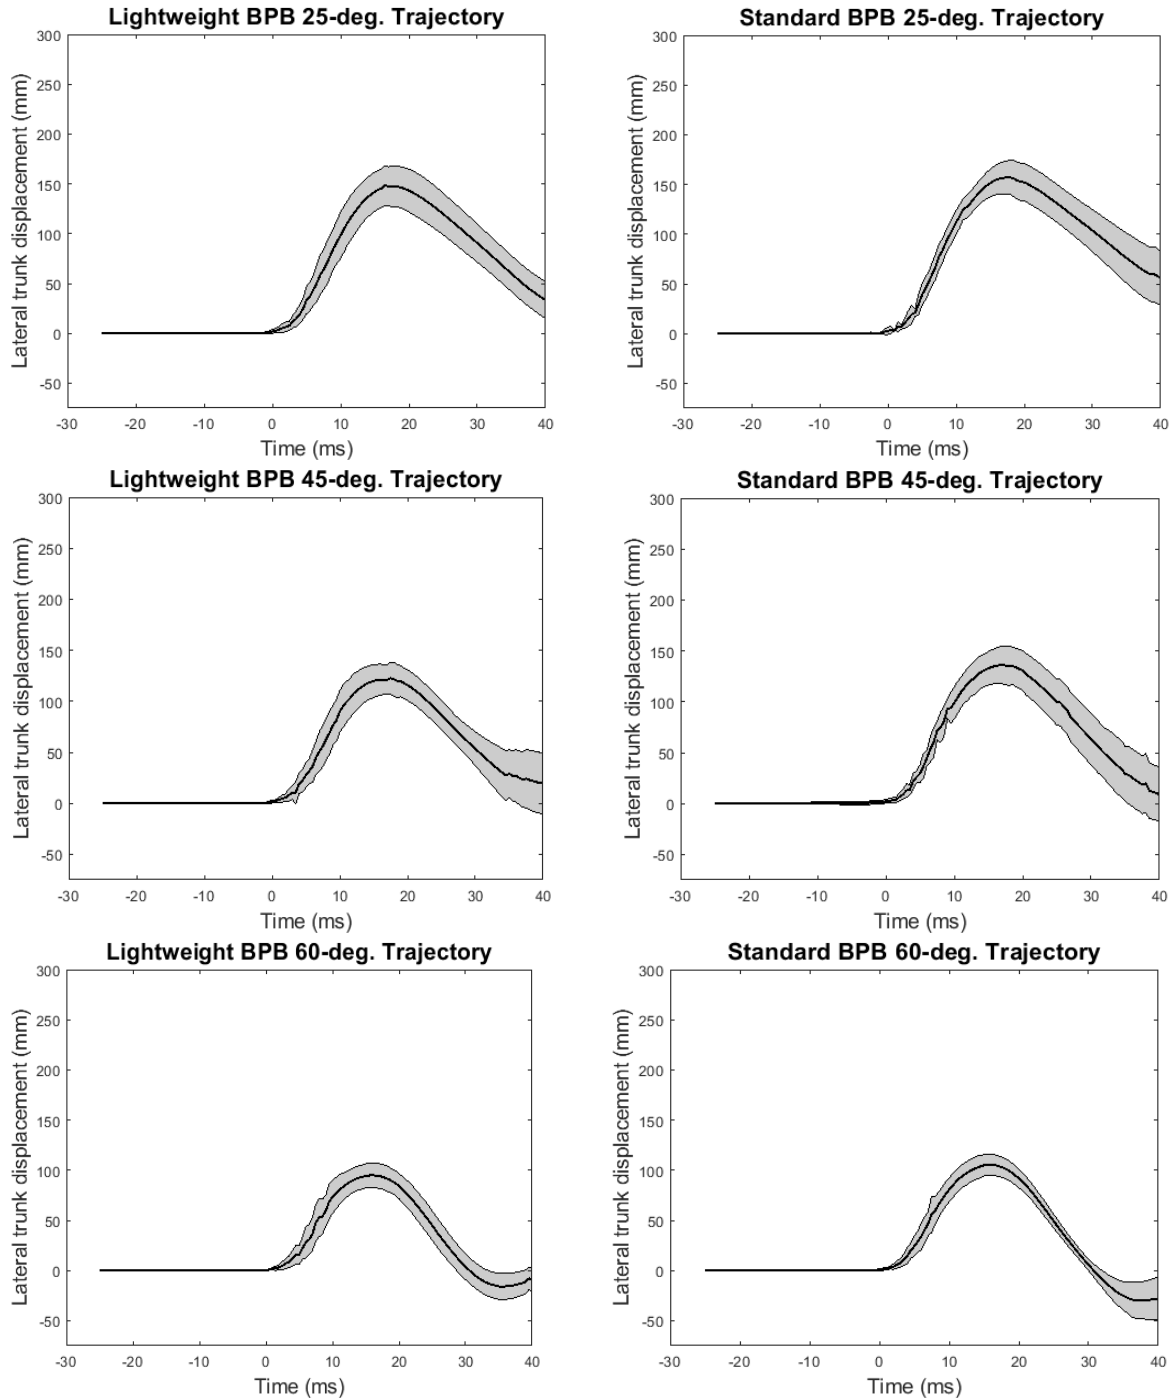 Lightweight BPB 25-deg. Trajectory
Lateral trunk displacement (mm)
300
250
200
150
100
50
0
-50
-30 -20 -10 0 10 20 30 40
Time (ms)
Standard BPB 25-deg. Trajectory
Lateral trunk displacement (mm)
300
250
200
150
100
50
0
-50
-30 -20 -10 0 10 20 30 40
Time (ms)
Lightweight BPB 45-deg. Trajectory
Lateral trunk displacement (mm)
300
250
200
150
100
50
0
-50
-30 -20 -10 0 10 20 30 40
Time (ms)
Standard BPB 45-deg. Trajectory
Lateral trunk displacement (mm)
300
250
200
150
100
50
0
-50
-30 -20 -10 0 10 20 30 40
Time (ms)
Lightweight BPB 60-deg. Trajectory
Lateral trunk displacement (mm)
300
250
200
150
100
50
0
-50
-30 -20 -10 0 10 20 30 40
Time (ms)
Standard BPB 60-deg. Trajectory
Lateral trunk displacement (mm)
300
250
200
150
100
50
0
-50
-30 -20 -10 0 10 20 30 40
Time (ms)